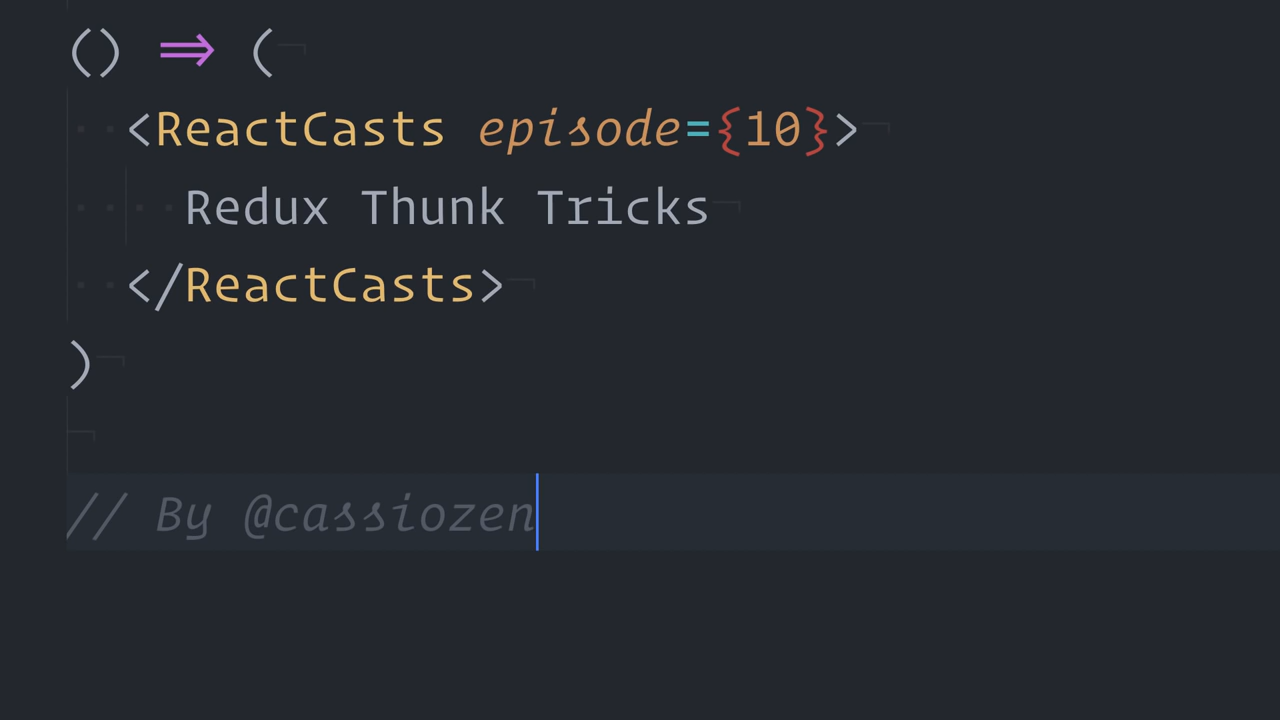 () => (
<ReactCasts episode={10}>
Redux Thunk Tricks
</ReactCasts>
)
// By @cassiozen